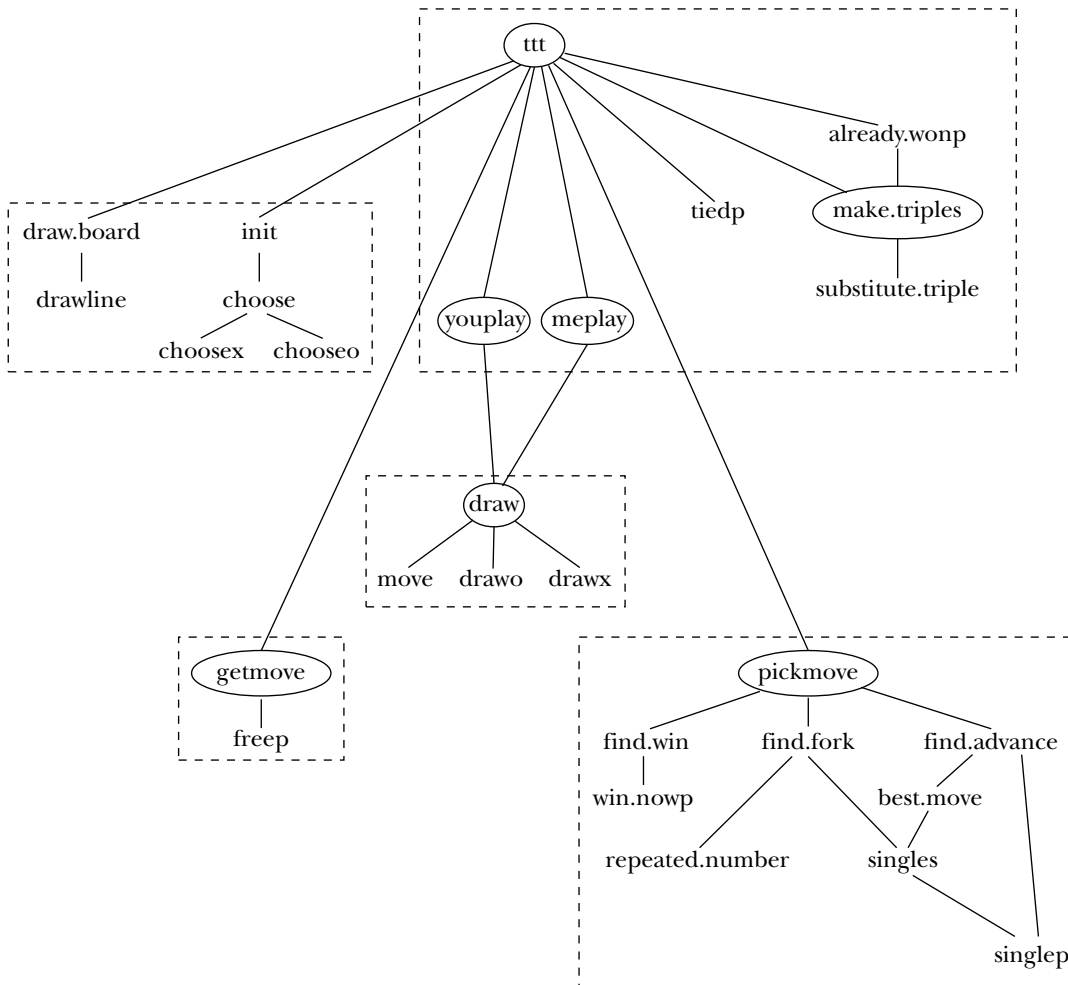 ttt
already.wonp
draw.board init tiedp make.triples
drawline choose substitute.triple
youplay meplay
choosex chooseo
draw
move drawo drawx
getmove pickmove
freep find.win find.fork find.advance
win.nowp best.move
repeated.number singles
singlep